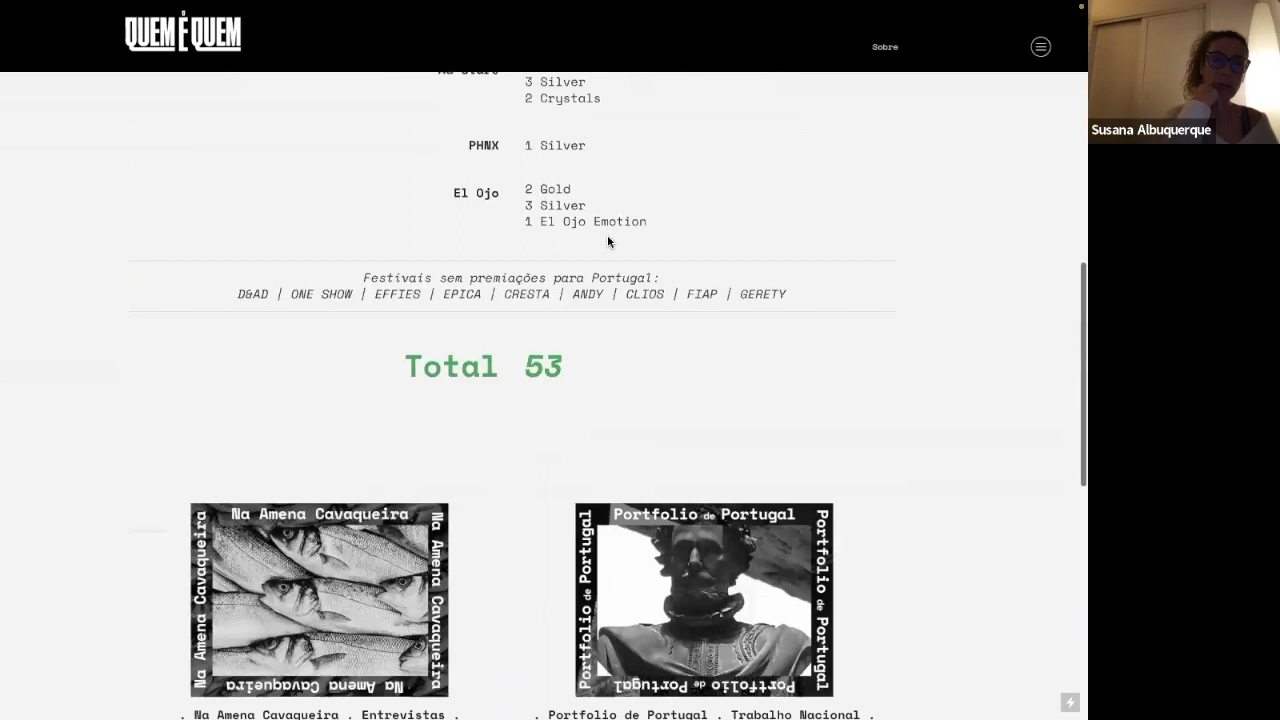 QUEM É QUEM
Sobre
3 Silver
2 Crystals
PHNX 1 Silver
El Ojo
2 Gold
3 Silver
1 El Ojo Emotion
Festivais sem premiações para Portugal:
D&AD | ONE SHOW | EFFIES | EPICA | CRESTA | ANDY | CLIOS | FIAP | GERETY
Total 53
Na Amena Cavaqueira
Na Amena Cavaqueira
Na Amena Cavaqueira
Na Amena Cavaqueira
Portfolio de Portugal
Portfolio de Portugal
Portfolio de Portugal
Portfolio de Portugal
. Na Amena Cavaqueira . Entrevistas .
. Portfolio de Portugal . Trabalho Nacional .
Susana Albuquerque